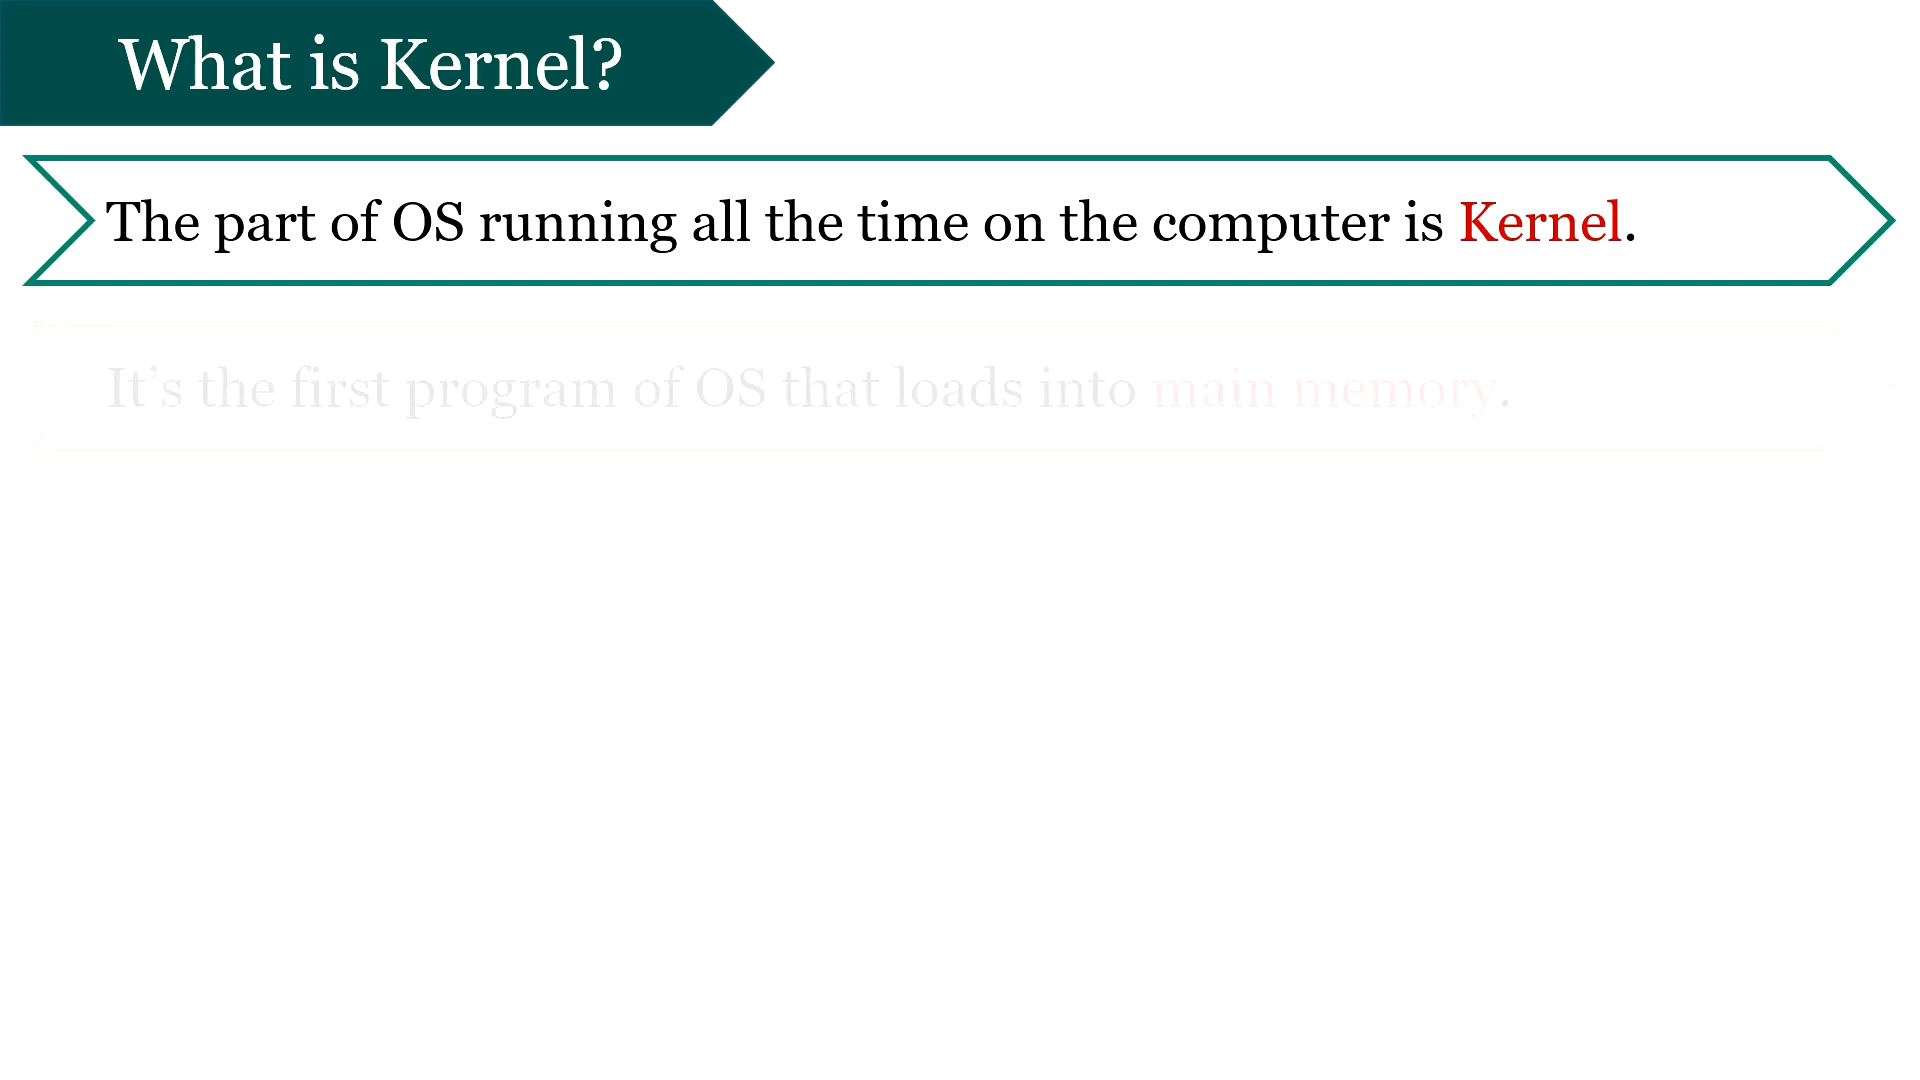 What is Kernel?
The part of OS running all the time on the computer is Kernel.
It’s the first program of OS that loads into main memory.